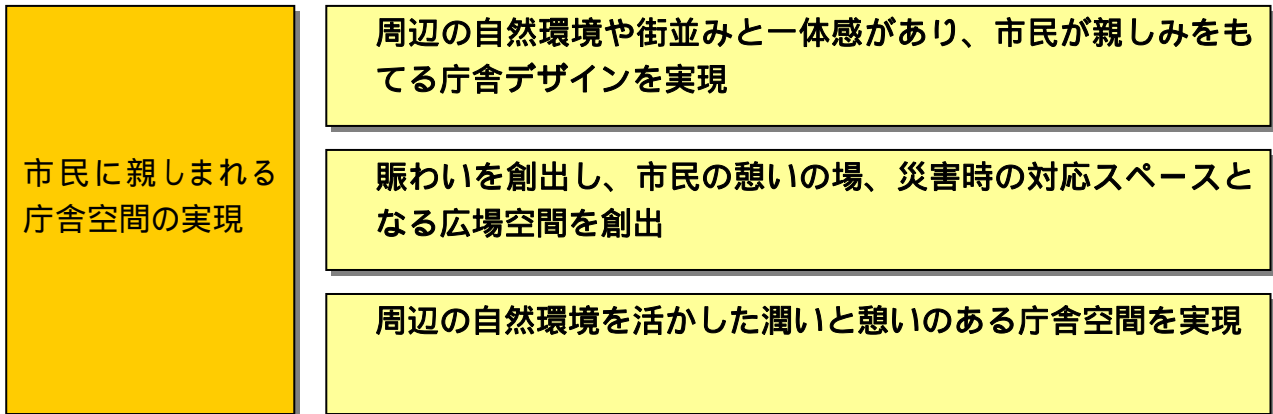 市民に親しまれる
庁舎空間の実現
周辺の自然環境や街並みと一体感があり、市民が親しみをも
てる庁舎デザインを実現
賑わいを創出し、市民の憩いの場、災害時の対応スペースと
なる広場空間を創出
周辺の自然環境を活かした潤いと憩いのある庁舎空間を実現